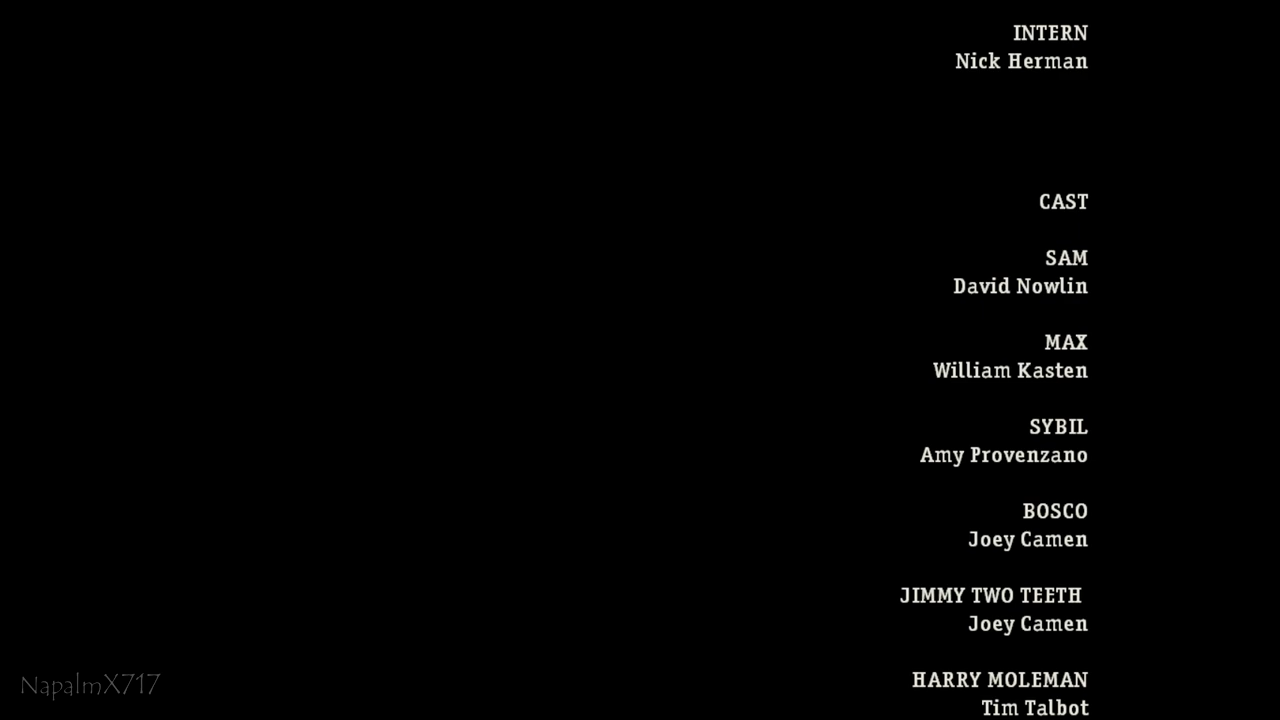 INTERN
Nick Herman
CAST
SAM
David Nowlin
MAX
William Kasten
SYBIL
Amy Provenzano
BOSCO
Joey Camen
JIMMY TWO TEETH
Joey Camen
HARRY MOLEMAN
Tim Talbot
NapalmX717